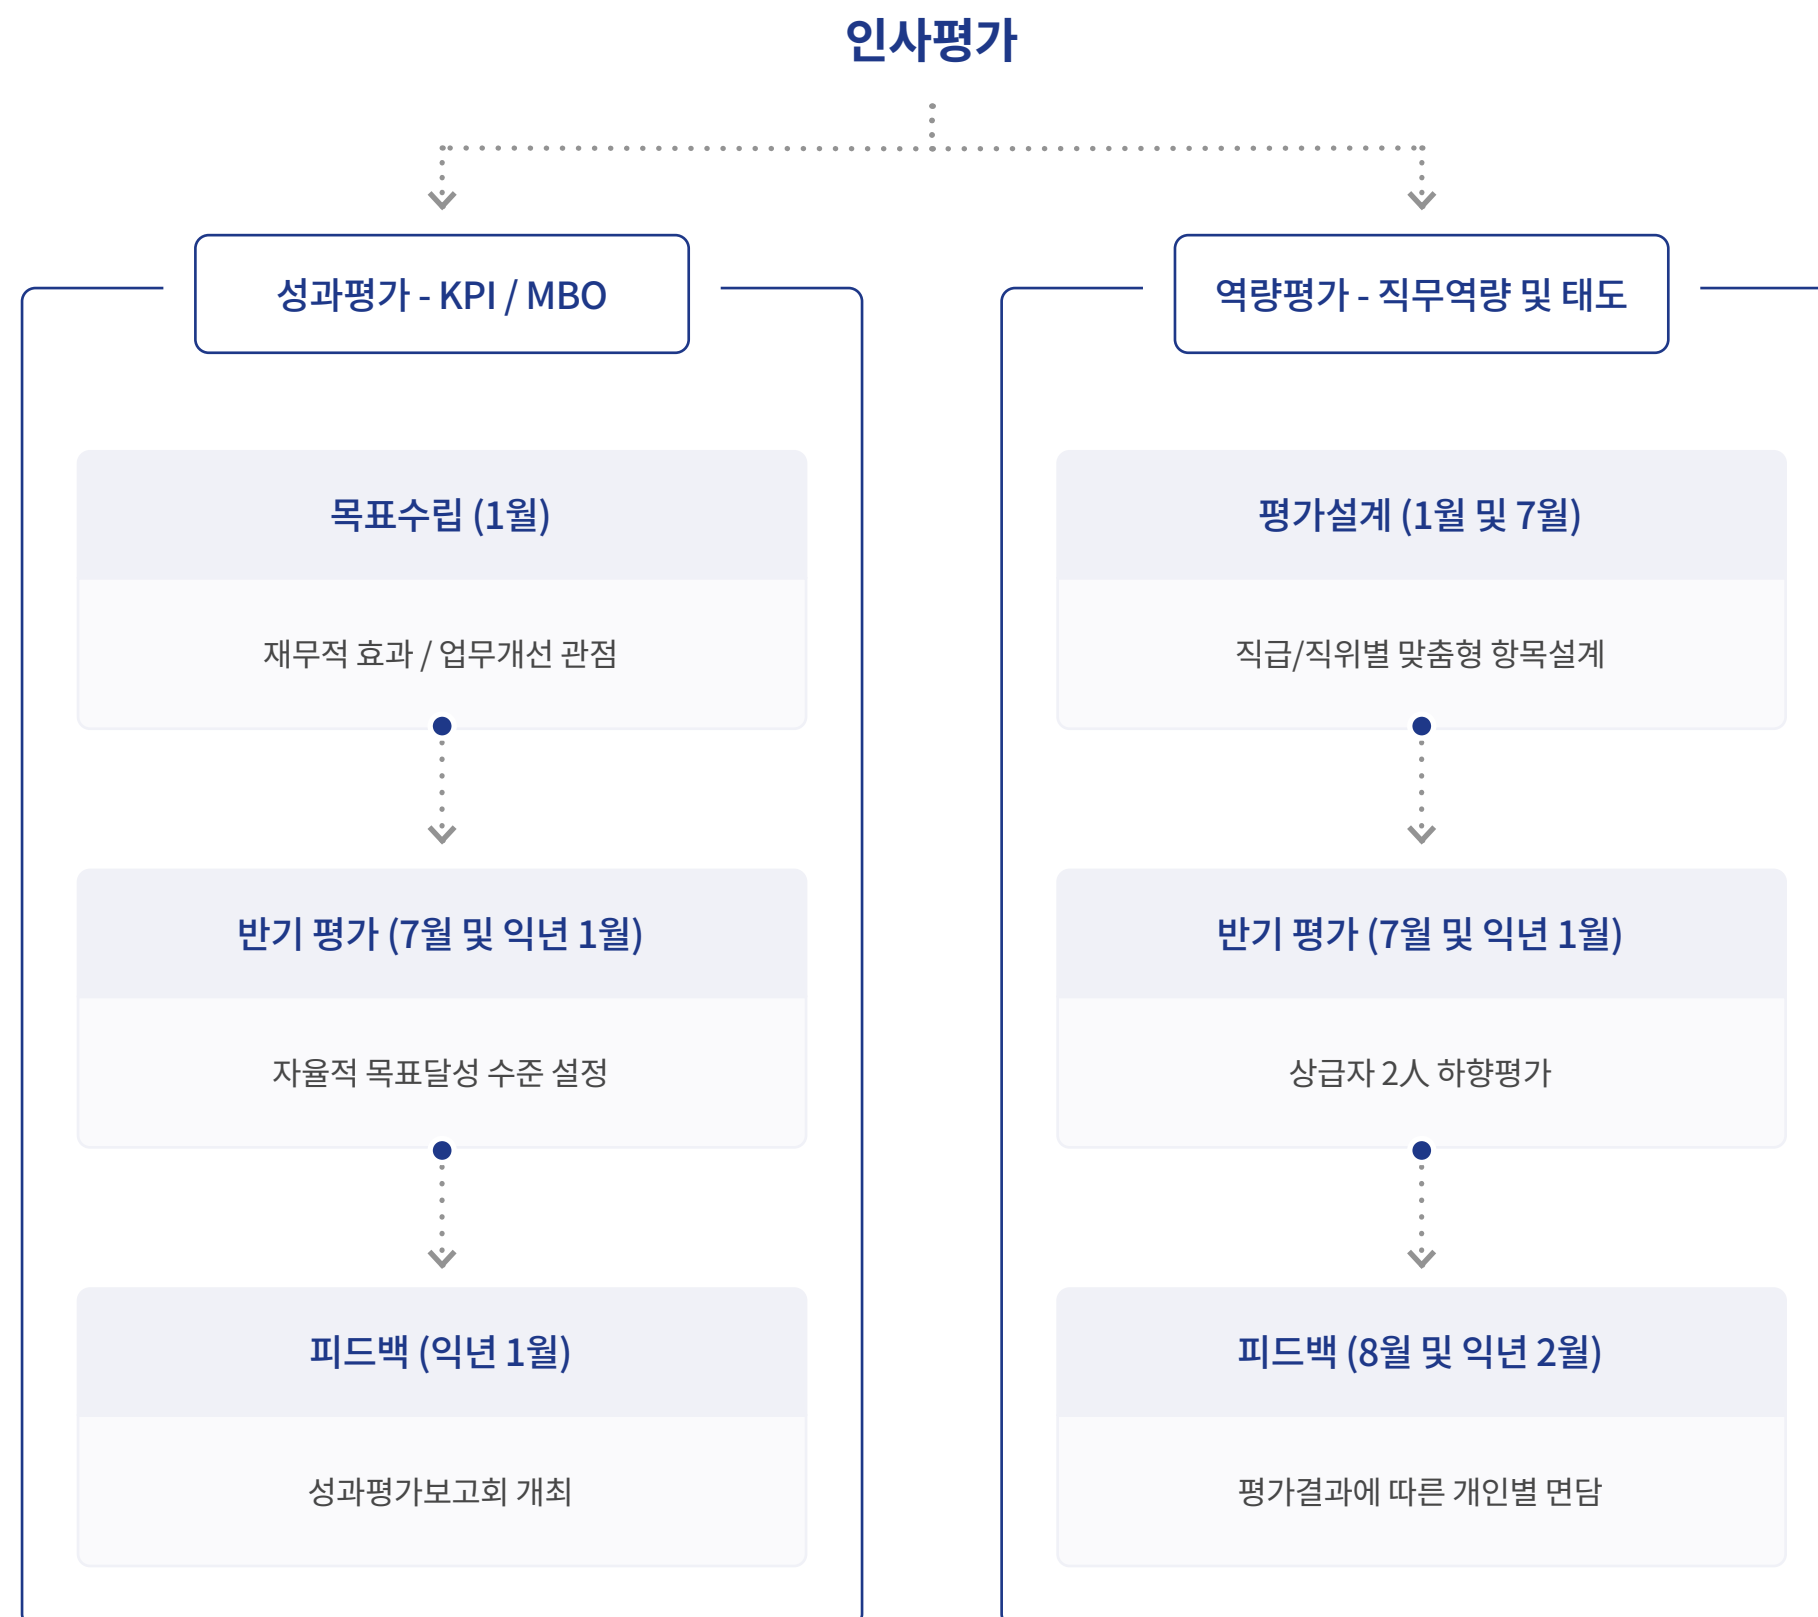 인사평가
성과평가 - KPI / MBO
목표수립 (1월)
재무적 효과 / 업무개선 관점
반기 평가 (7월 및 익년 1월)
자율적 목표달성 수준 설정
피드백 (익년 1월)
성과평가보고회 개최
역량평가 - 직무역량 및 태도
평가설계 (1월 및 7월)
직급/직위별 맞춤형 항목설계
반기 평가 (7월 및 익년 1월)
상급자 2人 하향평가
피드백 (8월 및 익년 2월)
평가결과에 따른 개인별 면담